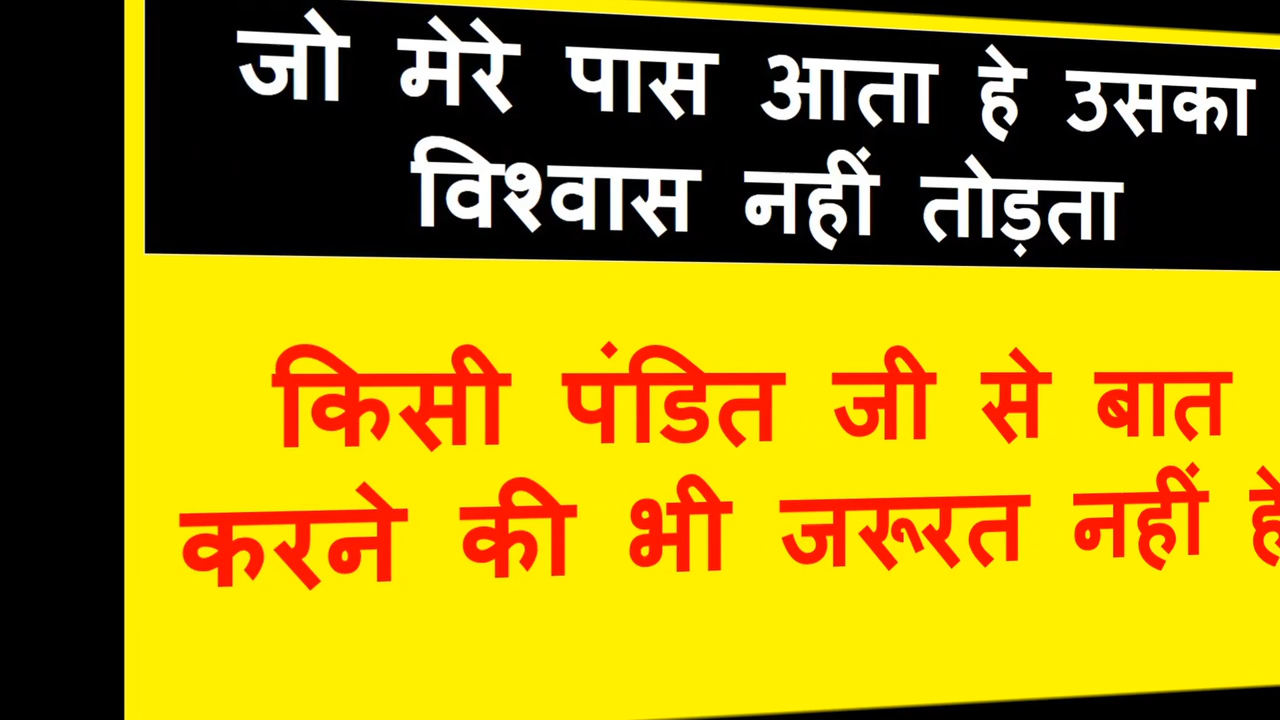 जो मेरे पास आता हे उसका
विश्वास नहीं तोड़ता
किसी पंडित जी से बात
करने की भी जरूरत नहीं हे